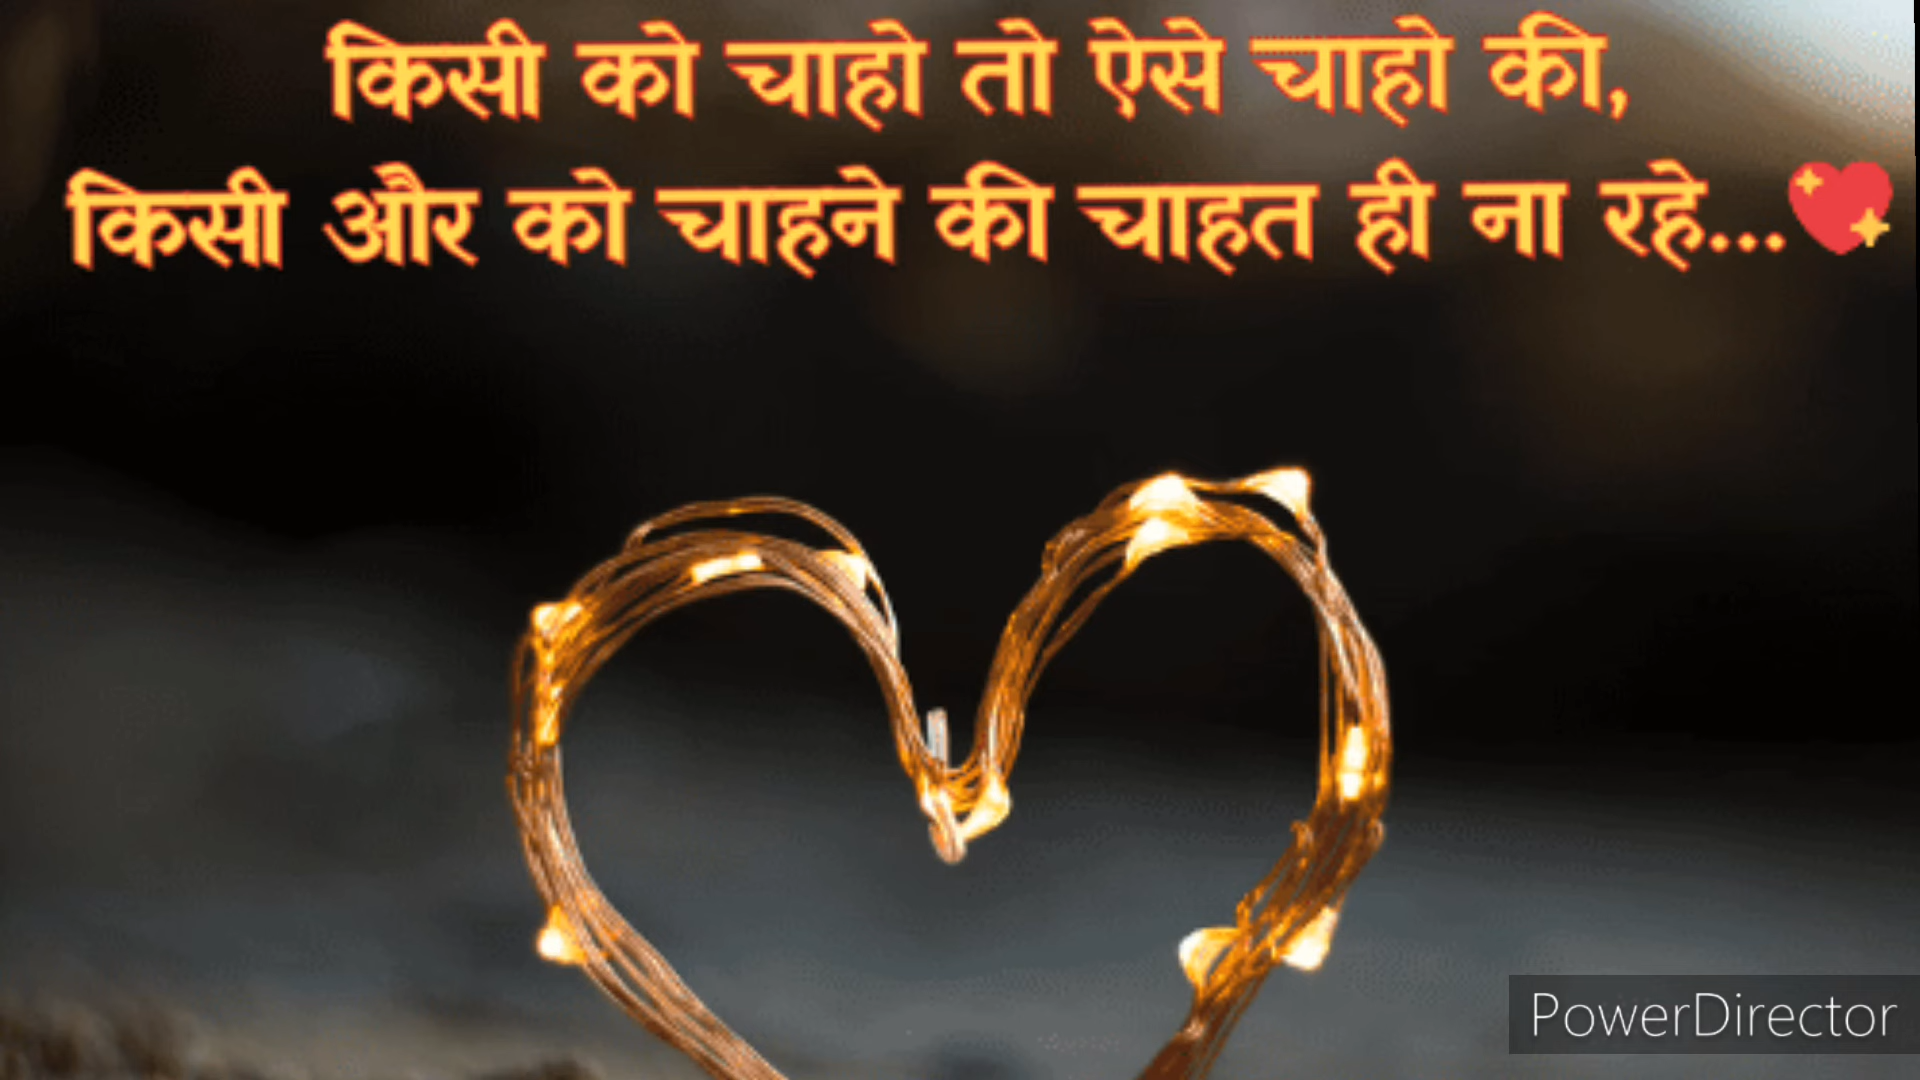 किसी को चाहो तो ऐसे चाहो की,
किसी और को चाहने की चाहत ही ना रहे...💖
PowerDirector